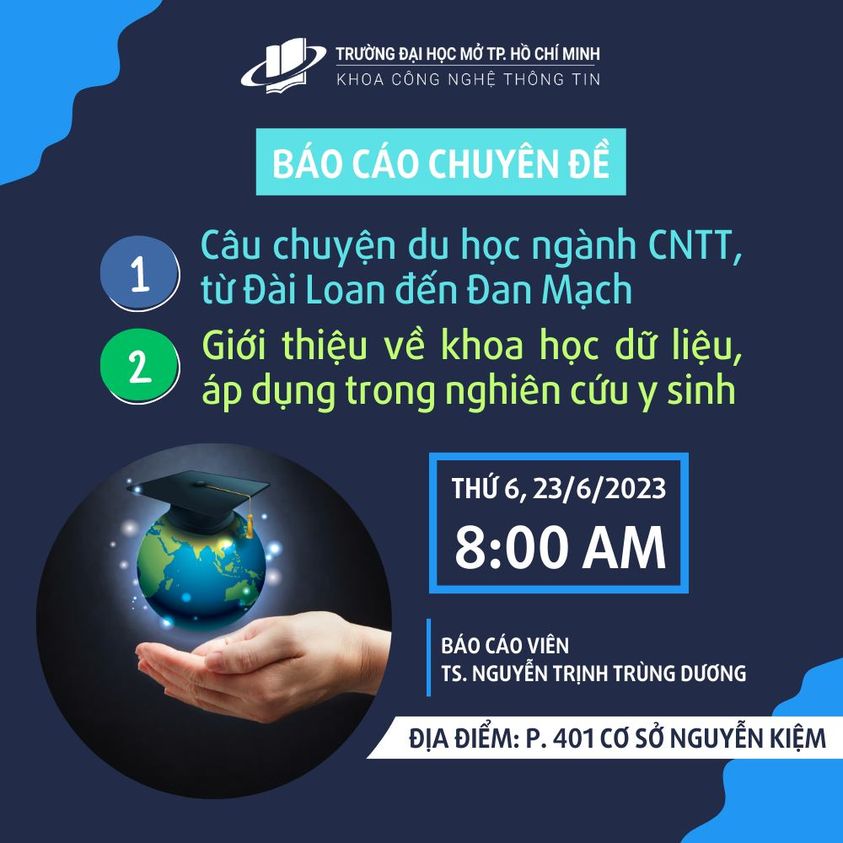 TRƯỜNG ĐẠI HỌC MỞ TP. HỒ CHÍ MINH
KHOA CÔNG NGHỆ THÔNG TIN
BÁO CÁO CHUYÊN ĐỀ
1
Câu chuyện du học ngành CNTT,
từ Đài Loan đến Đan Mạch
2
Giới thiệu về khoa học dữ liệu,
áp dụng trong nghiên cứu y sinh
THỨ 6, 23/6/2023
8:00 AM
BÁO CÁO VIÊN
TS. NGUYỄN TRỊNH TRÙNG DƯƠNG
ĐỊA ĐIỂM: P. 401 CƠ SỞ NGUYỄN KIỆM